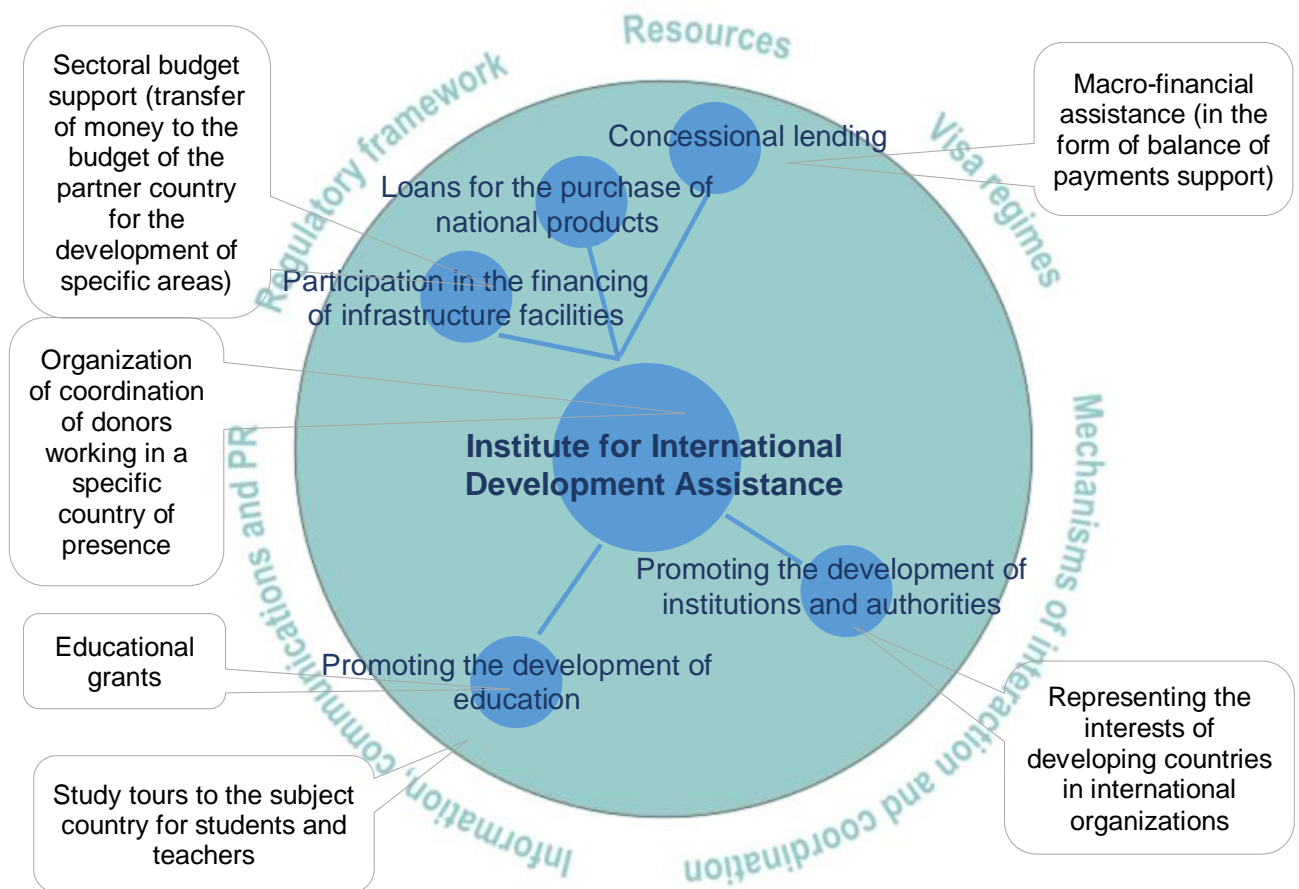 Resources
Regulatory framework
Visa regimes
Sectoral budget
support (transfer
of money to the
budget of the
partner country
for the
development of
specific areas)
Macro-financial
assistance (in the
form of balance of
payments support)
Concessional lending
Loans for the purchase of
national products
Participation in the financing
of infrastructure facilities
Organization
of coordination
of donors
working in a
specific
country of
presence
Institute for International
Development Assistance
Mechanisms of interaction and coordination
Information, communications and PR
Promoting the development of
institutions and authorities
Educational
grants
Promoting the development of
education
Representing the
interests of
developing countries
in international
organizations
Study tours to the subject
country for students and
teachers